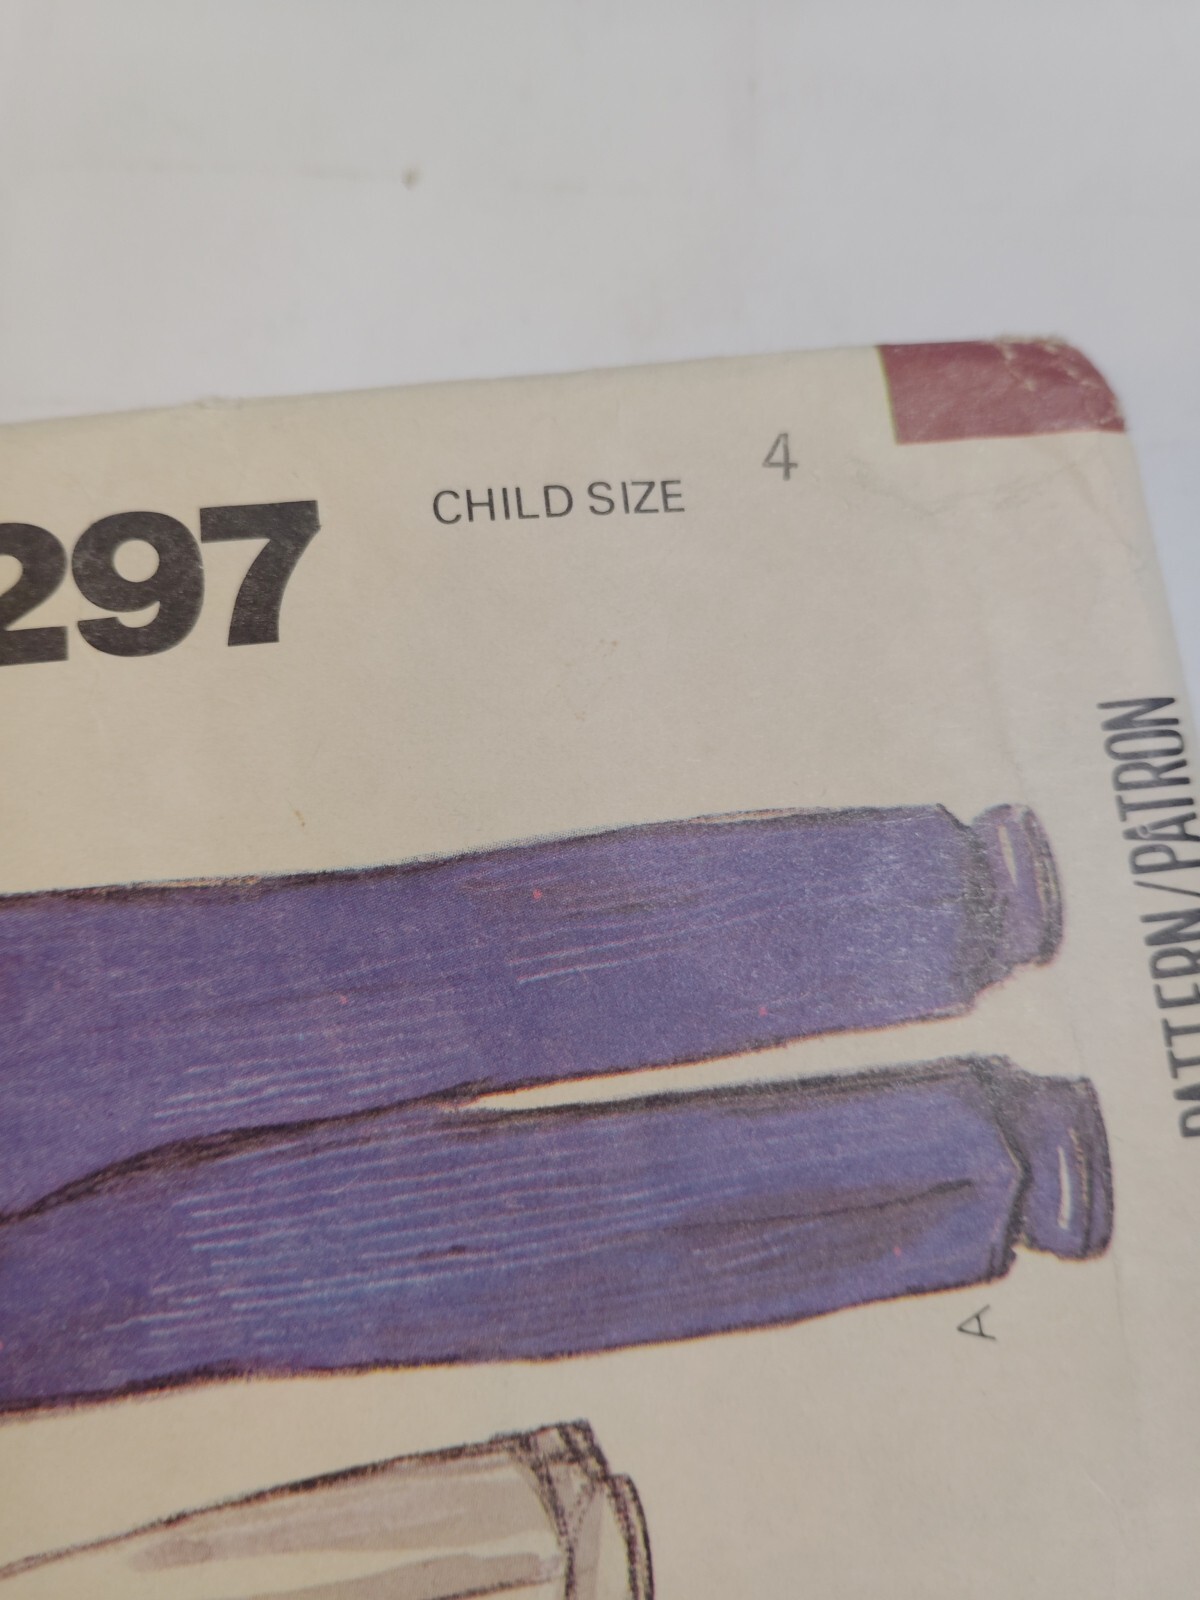 297
CHILD SIZE 4
PATTERN/PATRON
A